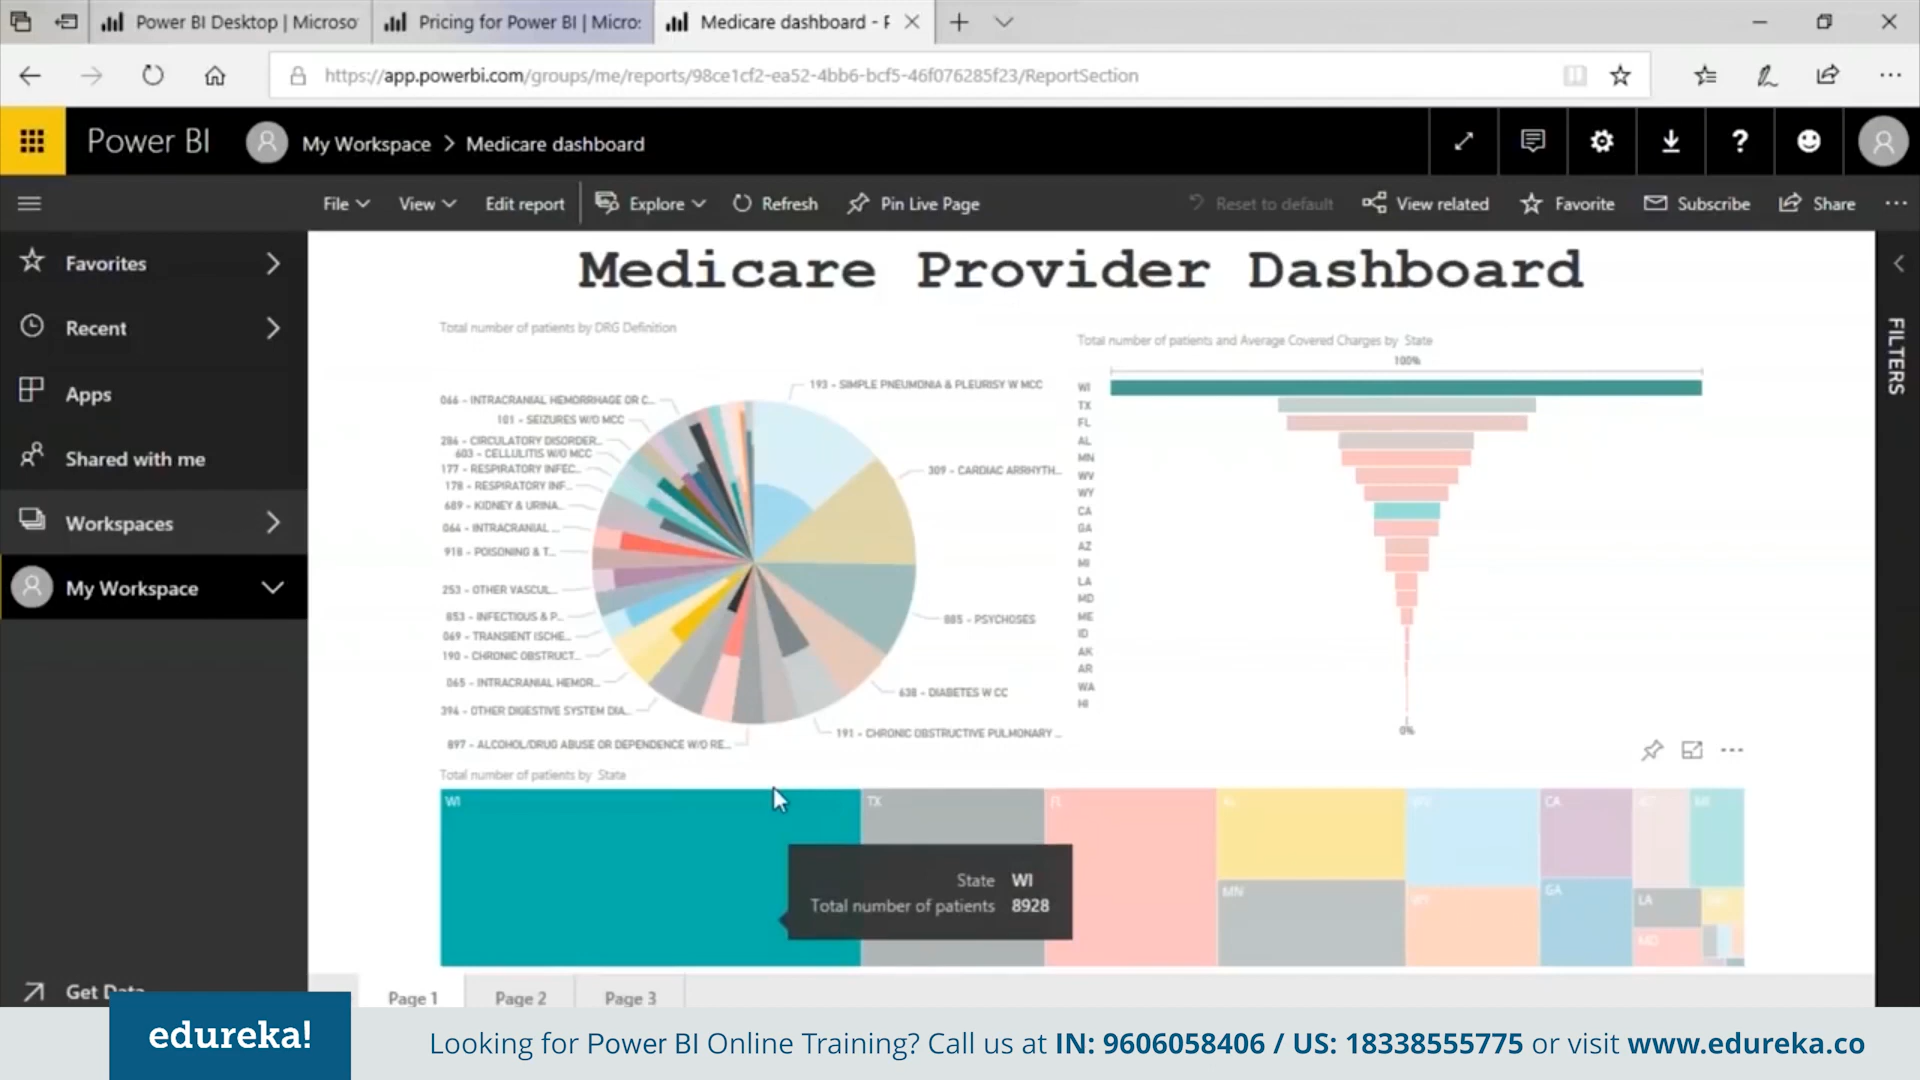 Power BI Desktop | Microso
Pricing for Power BI | Micro
Medicare dashboard - F
https://app.powerbi.com/groups/me/reports/98ce1cf2-ea52-4bb6-bcf5-46f076285f23/ReportSection
Power BI
My Workspace > Medicare dashboard
File
View
Edit report
Explore
Refresh
Pin Live Page
Reset to default
View related
Favorite
Subscribe
Share
Favorites
Recent
Apps
Shared with me
Workspaces
My Workspace
Get Data
FILTERS
Medicare Provider Dashboard
Total number of patients by DRG Definition
193 - SIMPLE PNEUMONIA & PLEURISY W MCC
309 - CARDIAC ARRHYTH...
885 - PSYCHOSES
638 - DIABETES W CC
191 - CHRONIC OBSTRUCTIVE PULMONARY ...
066 - INTRACRANIAL HEMORRHAGE OR C...
101 - SEIZURES W/O MCC
286 - CIRCULATORY DISORDER...
603 - CELLULITIS W/O MCC
177 - RESPIRATORY INFEC...
178 - RESPIRATORY INF...
689 - KIDNEY & URINA...
064 - INTRACRANIAL ...
918 - POISONING & T...
253 - OTHER VASCUL...
853 - INFECTIOUS & P...
069 - TRANSIENT ISCHE...
190 - CHRONIC OBSTRUCT...
065 - INTRACRANIAL HEMOR...
394 - OTHER DIGESTIVE SYSTEM DIA...
897 - ALCOHOL/DRUG ABUSE OR DEPENDENCE W/O RE...
Total number of patients and Average Covered Charges by State
100%
WI
TX
FL
AL
MN
WV
WY
CA
GA
AZ
MI
LA
MD
ME
ID
AK
AR
WA
HI
0%
Total number of patients by State
WI
TX
FL
MN
CA
GA
LA
MD
State WI
Total number of patients 8928
Page 1
Page 2
Page 3
edureka!
Looking for Power BI Online Training? Call us at IN: 9606058406 / US: 18338555775 or visit www.edureka.co